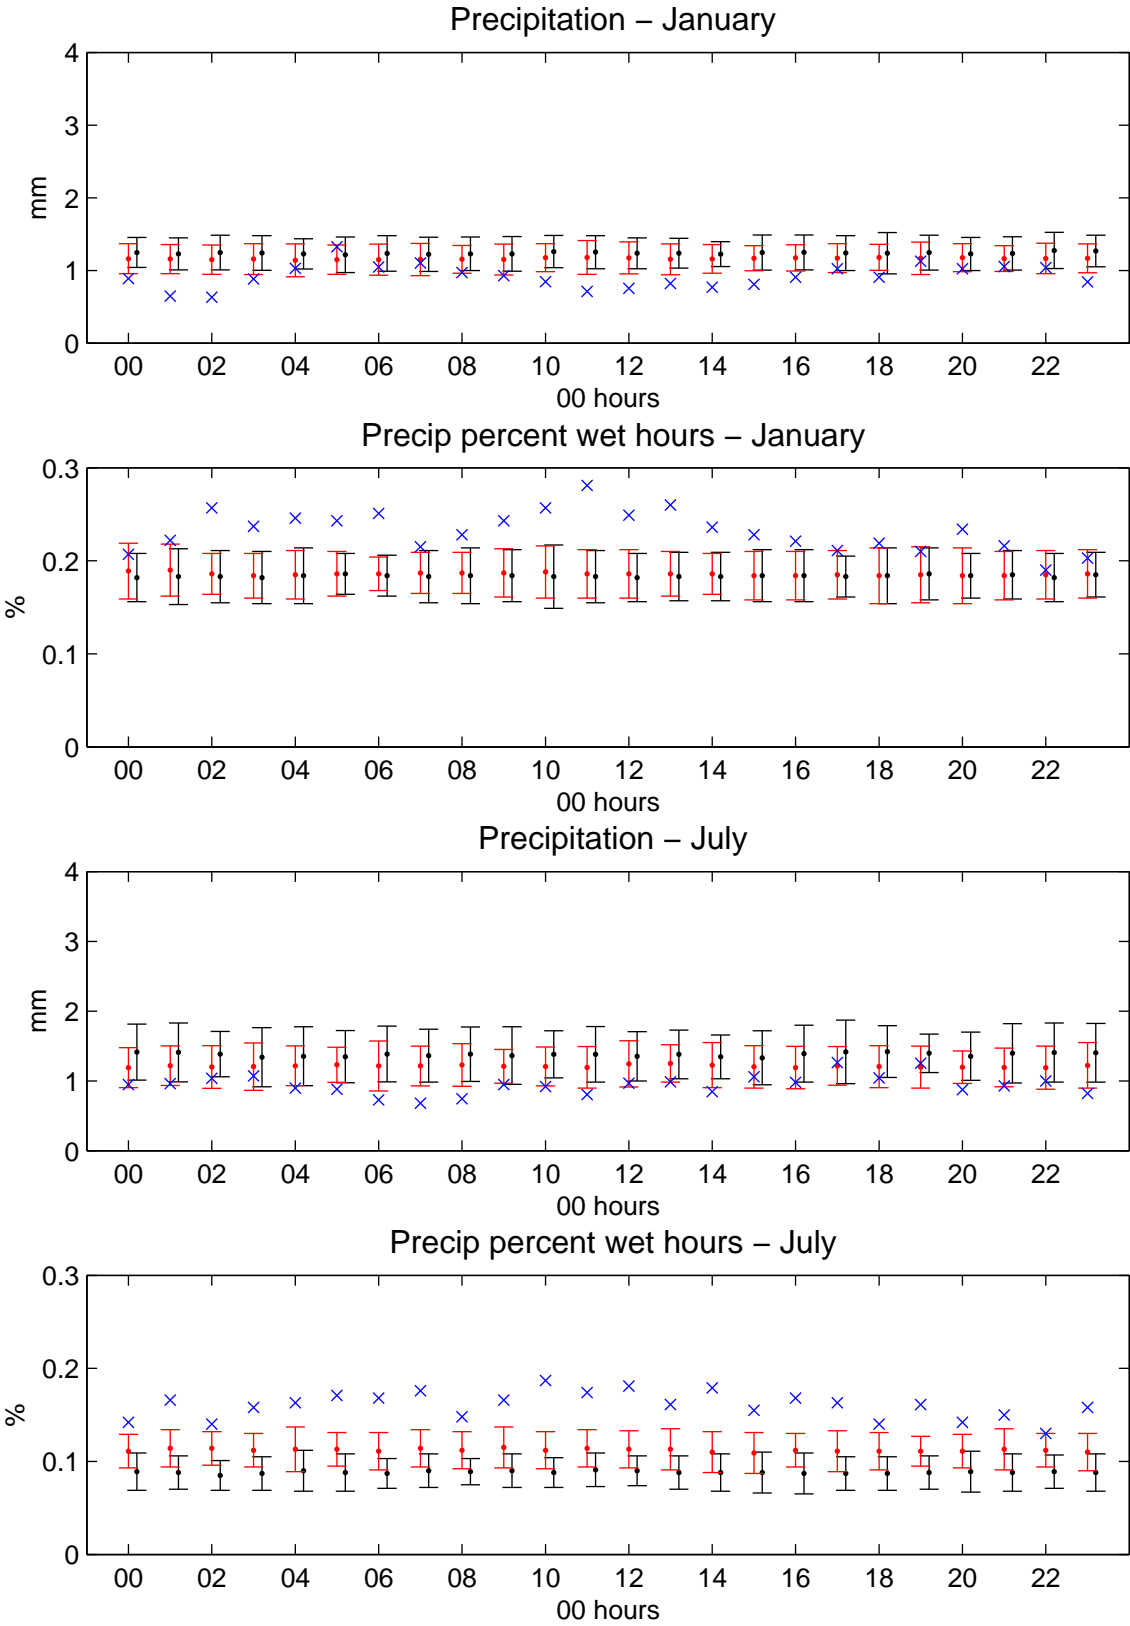 Precipitation – January
4
3
2
1
0
mm
00 02 04 06 08 10 12 14 16 18 20 22
00 hours
Precip percent wet hours – January
0.3
0.2
0.1
0
%
00 02 04 06 08 10 12 14 16 18 20 22
00 hours
Precipitation – July
4
3
2
1
0
mm
00 02 04 06 08 10 12 14 16 18 20 22
00 hours
Precip percent wet hours – July
0.3
0.2
0.1
0
%
00 02 04 06 08 10 12 14 16 18 20 22
00 hours